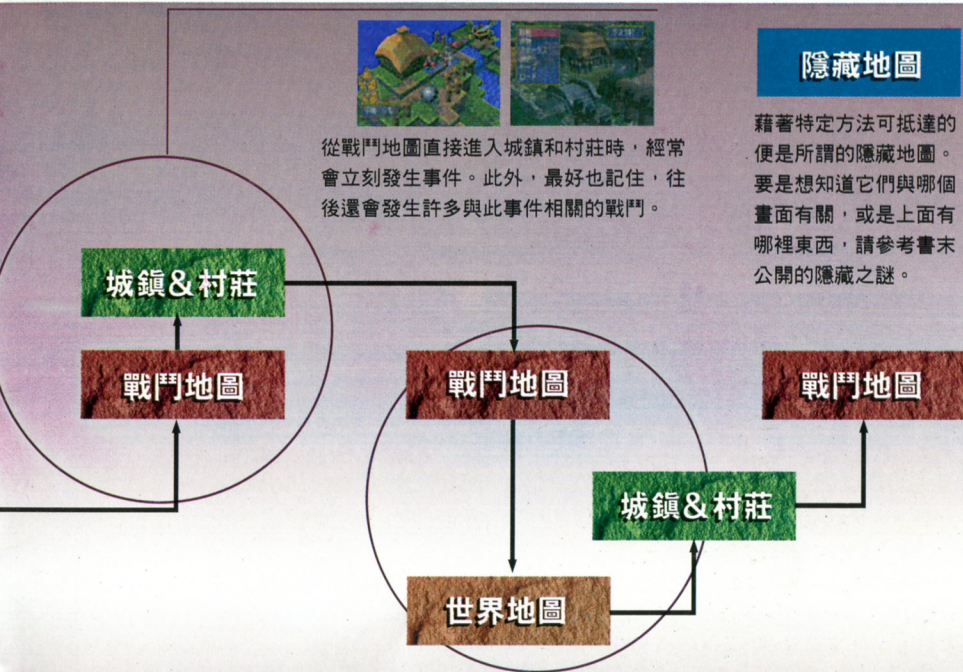 從戰鬥地圖直接進入城鎮和村莊時，經常
會立刻發生事件。此外，最好也記住，往
後還會發生許多與此事件相關的戰鬥。
隱藏地圖
藉著特定方法可抵達的
便是所謂的隱藏地圖。
要是想知道它們與哪個
畫面有關，或是上面有
哪裡東西，請參考書末
公開的隱藏之謎。
城鎮&村莊
戰鬥地圖
戰鬥地圖
戰鬥地圖
城鎮&村莊
世界地圖